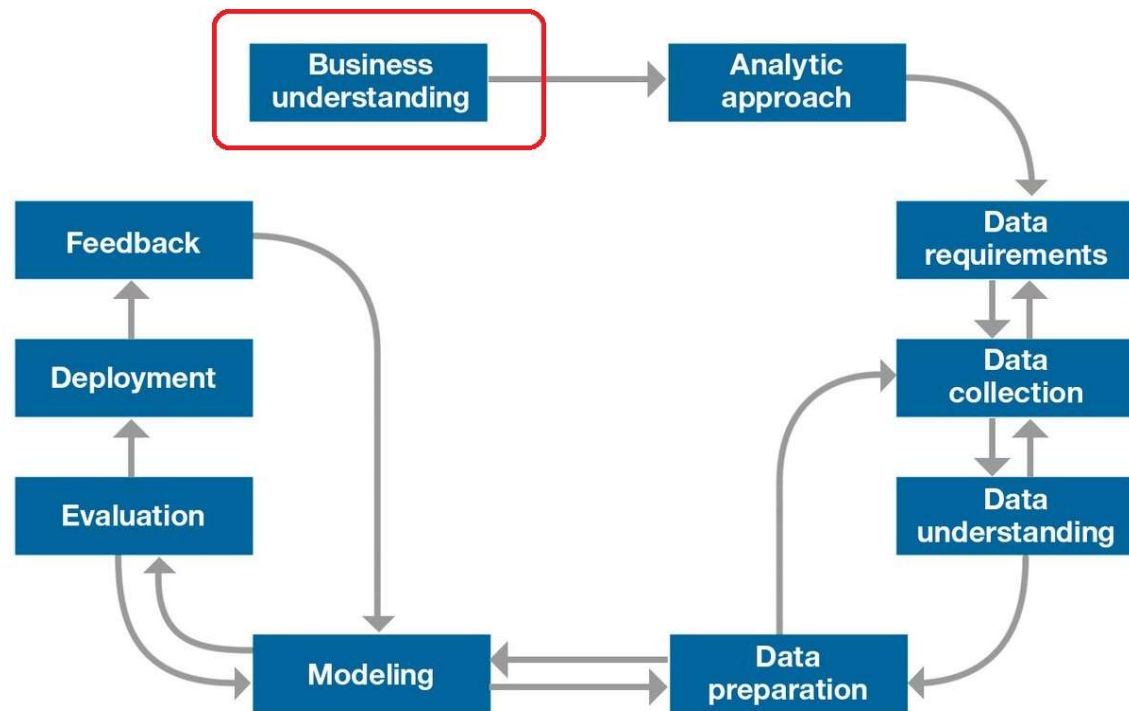 Business
understanding
Analytic
approach
Data
requirements
Data
collection
Data
understanding
Data
preparation
Modeling
Evaluation
Deployment
Feedback